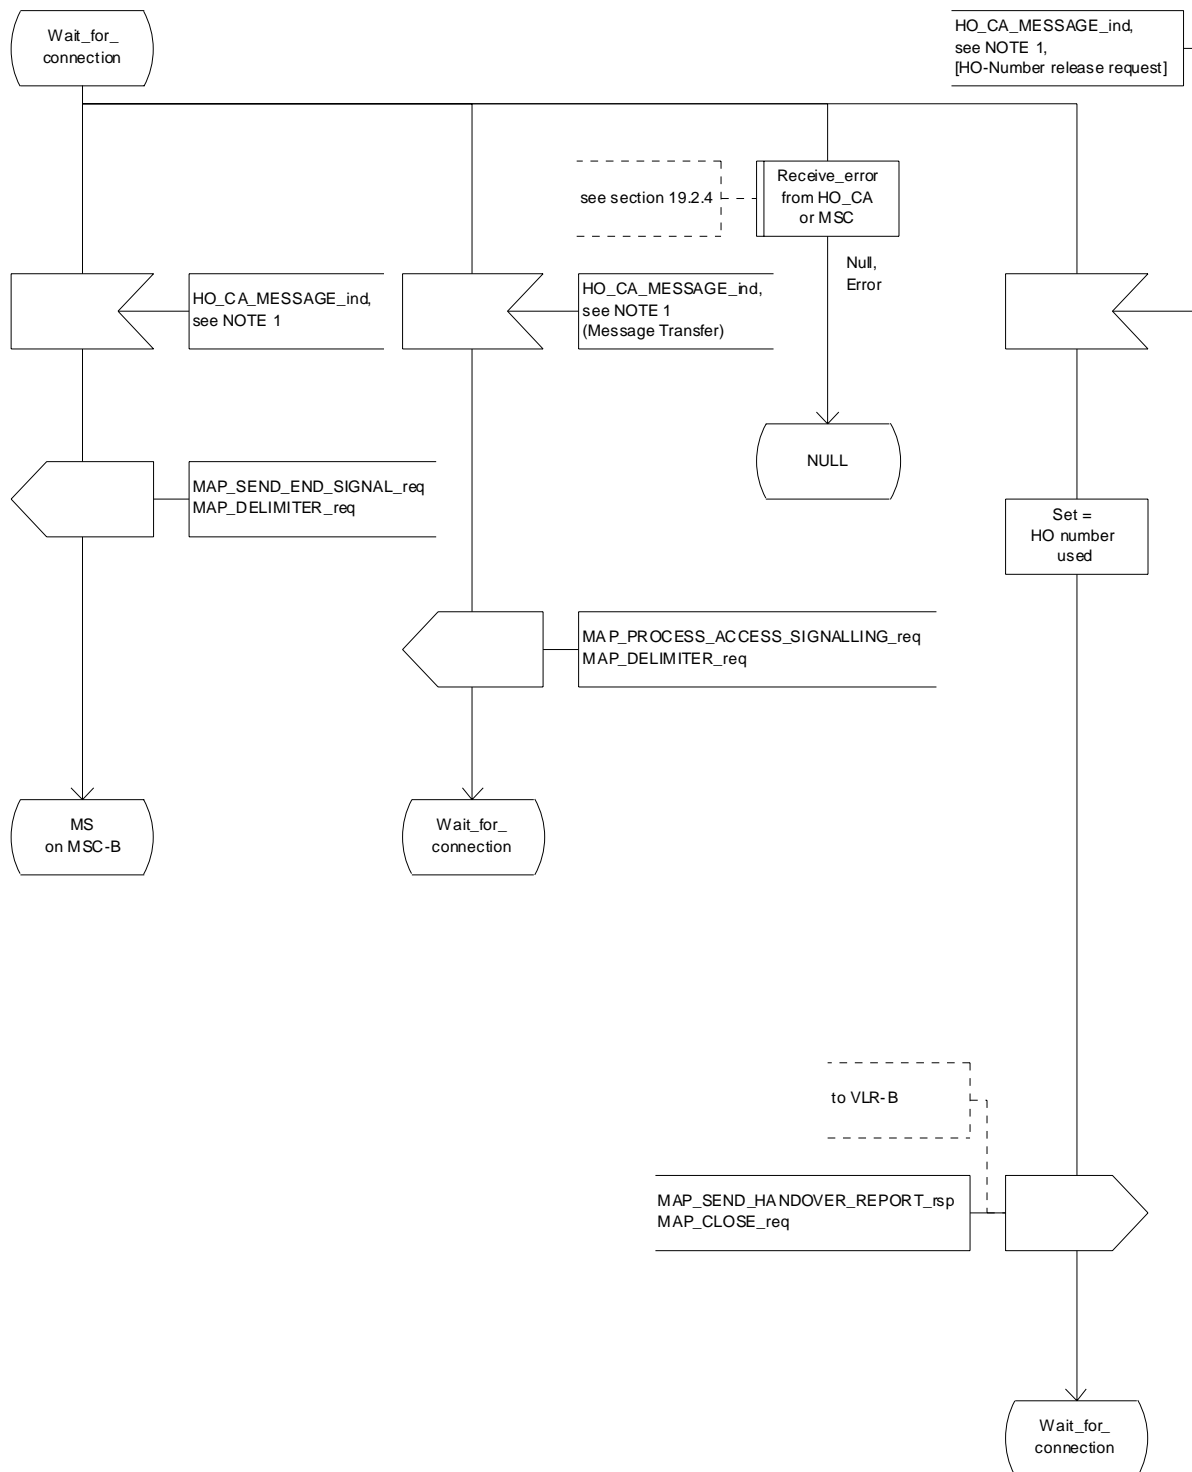 Wait_for_
connection
HO_CA_MESSAGE_ind,
see NOTE 1,
[HO-Number release request]
see section 19.2.4
Receive_error
from HO_CA
or MSC
Null,
Error
HO_CA_MESSAGE_ind,
see NOTE 1
HO_CA_MESSAGE_ind,
see NOTE 1
(Message Transfer)
NULL
MAP_SEND_END_SIGNAL_req
MAP_DELIMITER_req
Set =
HO number
used
MAP_PROCESS_ACCESS_SIGNALLING_req
MAP_DELIMITER_req
MS
on MSC-B
Wait_for_
connection
to VLR-B
MAP_SEND_HANDOVER_REPORT_rsp
MAP_CLOSE_req
Wait_for_
connection